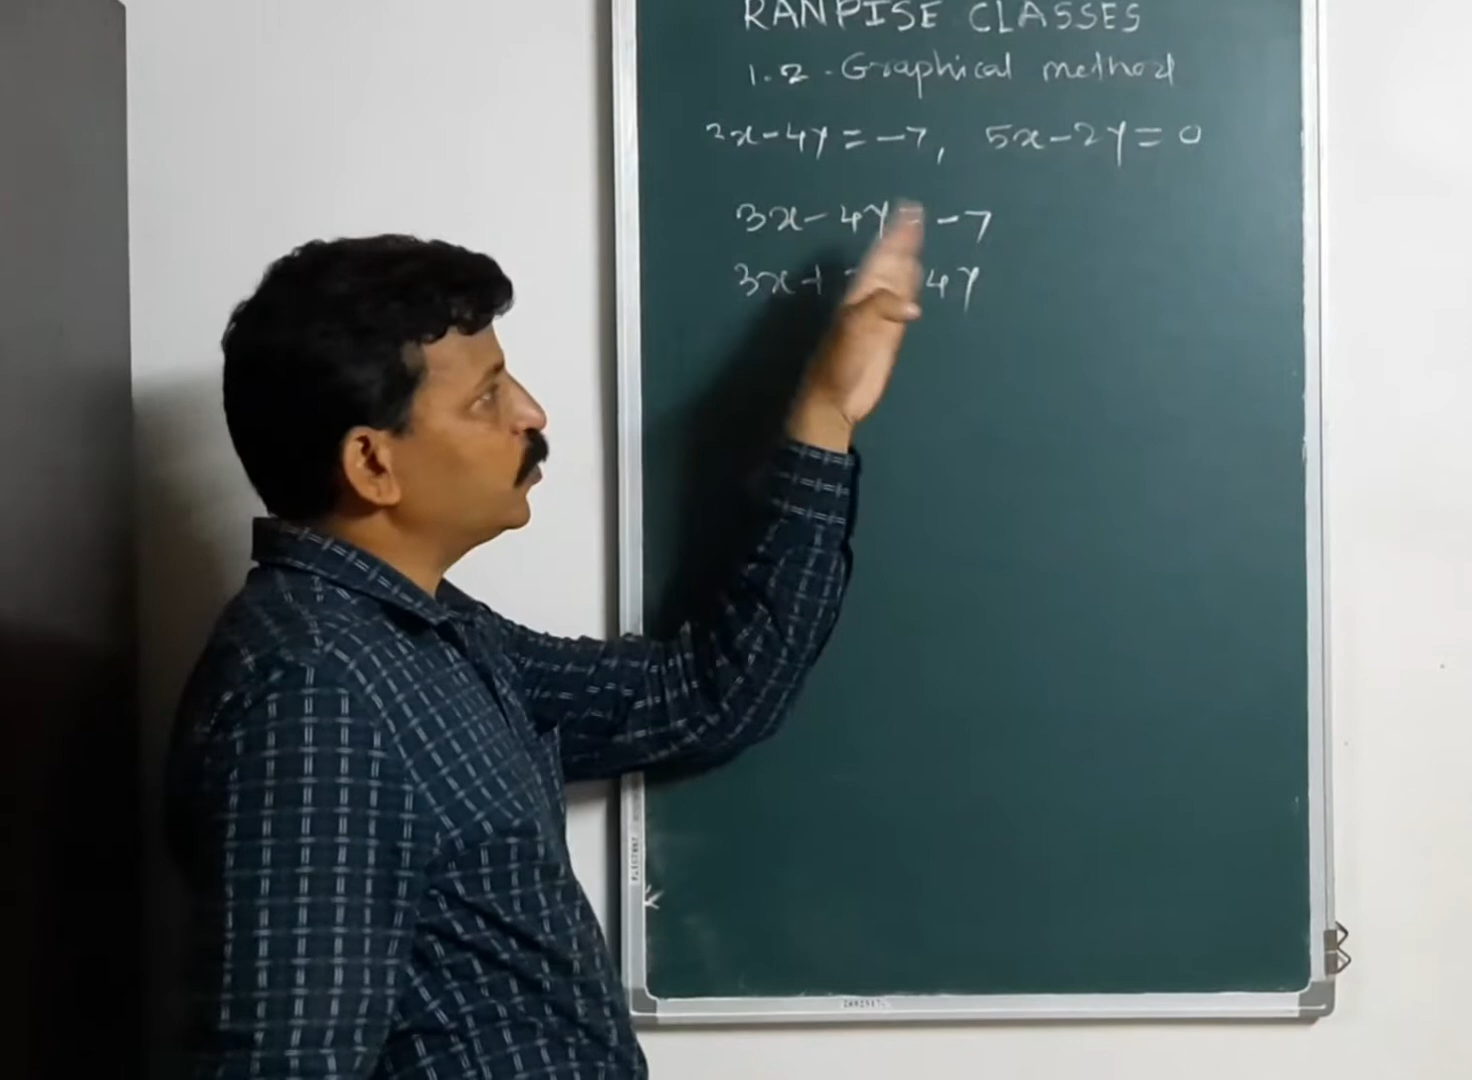 RANPISE CLASSES
1.2. Graphical method
3x-4y=-7, 5x-2y=0
3x-4y=-7
3x+ 4y